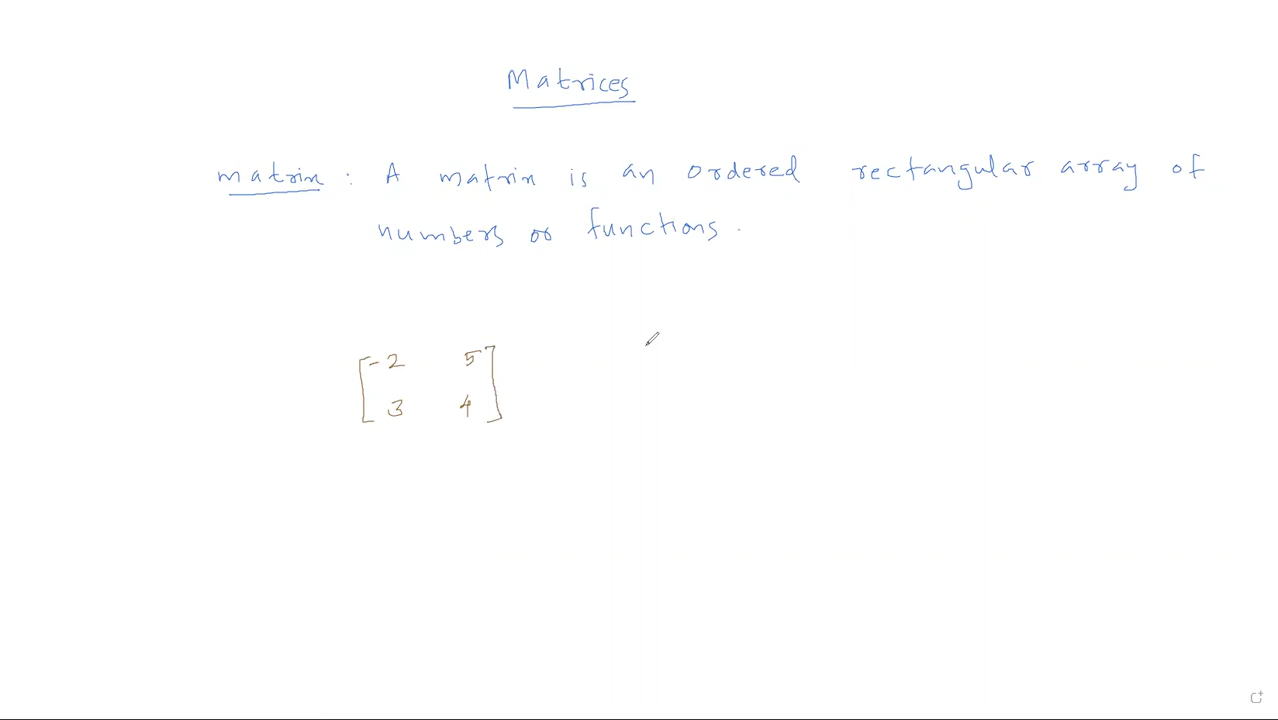 Matrices
matrix : A matrix is an ordered rectangular array of
numbers or functions.
[-2 5]
[3 4]